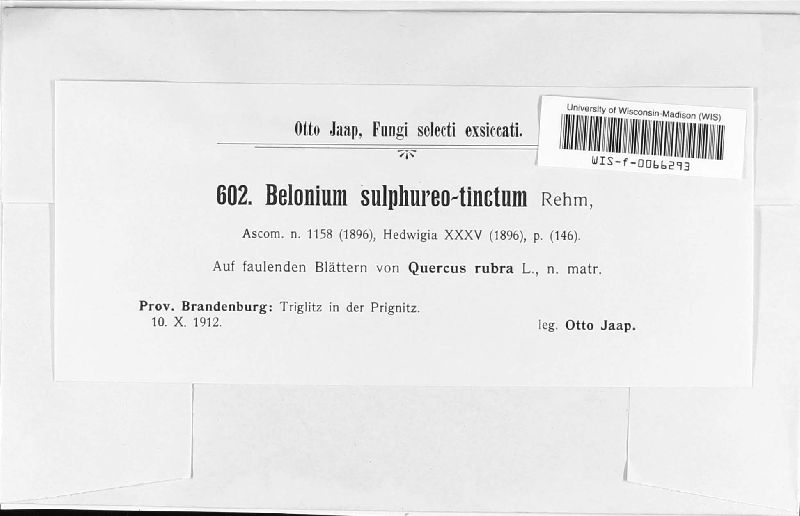 Otto Jaap, Fungi selecti exsiccati.
University of Wisconsin-Madison (WIS)
WIS-f-0066293
602. Belonium sulphureo-tinctum Rehm,
Ascom. n. 1158 (1896), Hedwigia XXXV (1896), p. (146).
Auf faulenden Blättern von Quercus rubra L., n. matr.
Prov. Brandenburg: Triglitz in der Prignitz.
10. X. 1912.
leg. Otto Jaap.